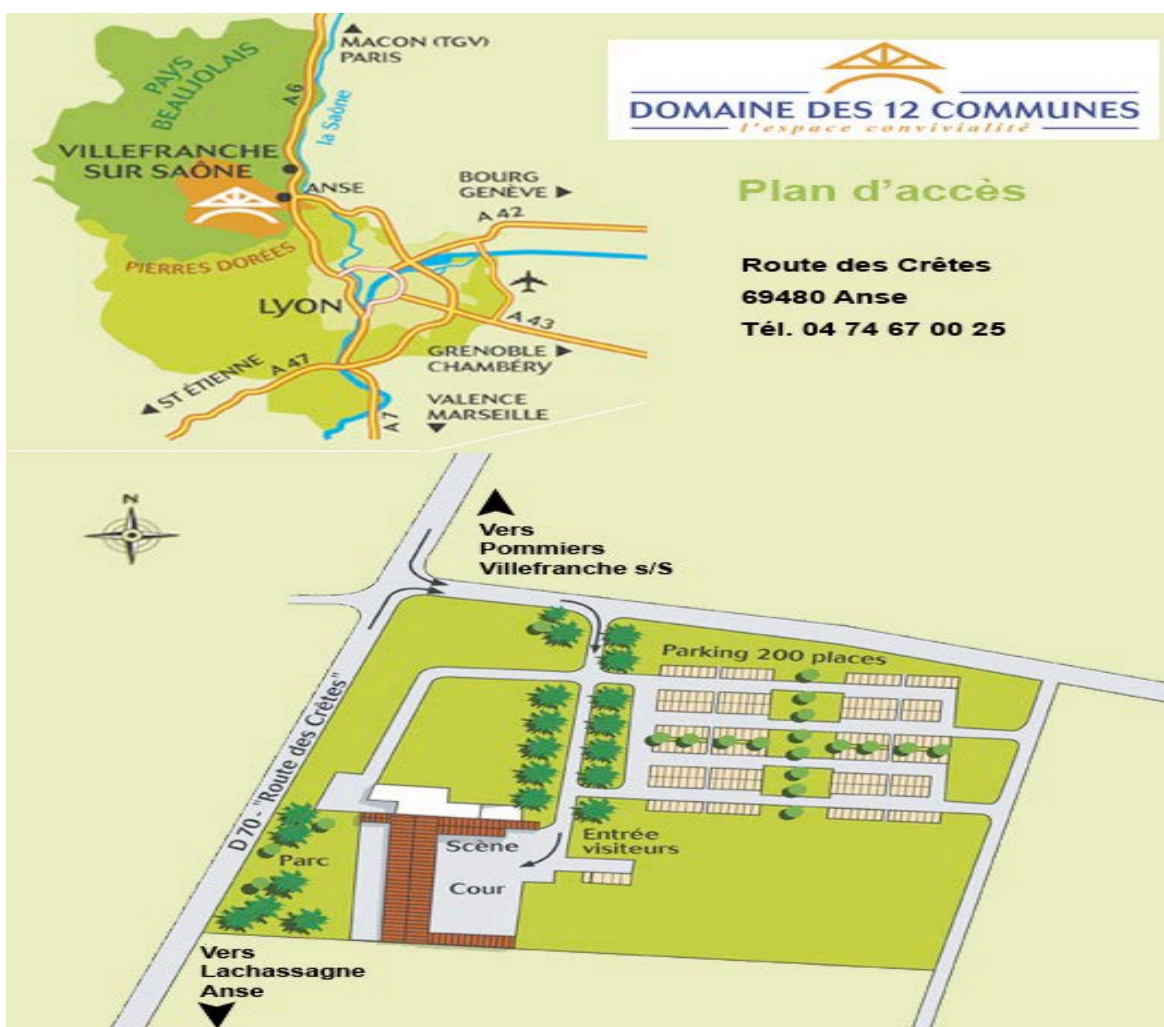 MACON (TGV)
PARIS
PAYS
BEAUJOLAIS
A 6
la Saône
VILLEFRANCHE
SUR SAÔNE
ANSE
BOURG
GENÈVE
A 42
PIERRES DORÉES
LYON
A 43
GRENOBLE
CHAMBÉRY
ST ÉTIENNE
A 47
VALENCE
MARSEILLE
A 7
DOMAINE DES 12 COMMUNES
l'espace convivialité
Plan d'accès
Route des Crêtes
69480 Anse
Tél. 04 74 67 00 25
N
Vers
Pommiers
Villefranche s/S
Parking 200 places
D 70 - "Route des Crêtes"
Entrée
visiteurs
Scène
Parc
Cour
Vers
Lachassagne
Anse